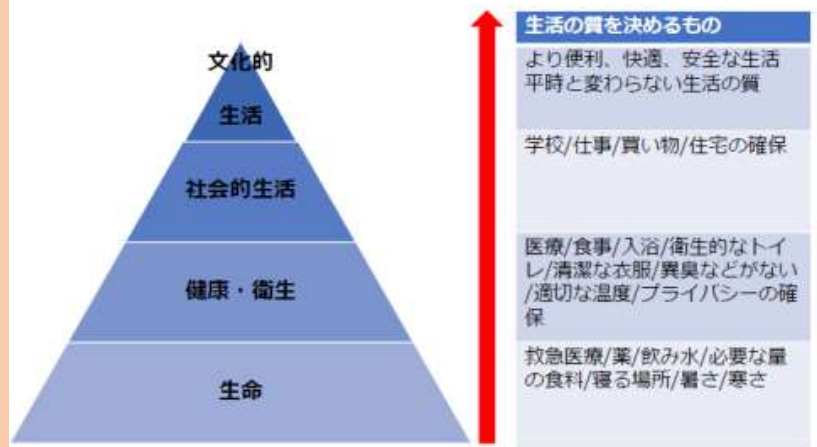 文化的
生活
社会的生活
健康・衛生
生命
生活の質を決めるもの
より便利、快適、安全な生活
平時と変わらない生活の質
学校/仕事/買い物/住宅の確保
医療/食事/入浴/衛生的なトイ
レ/清潔な衣服/異臭などがない
/適切な温度/プライバシーの確
保
救急医療/薬/飲み水/必要な量
の食料/寝る場所/暑さ/寒さ